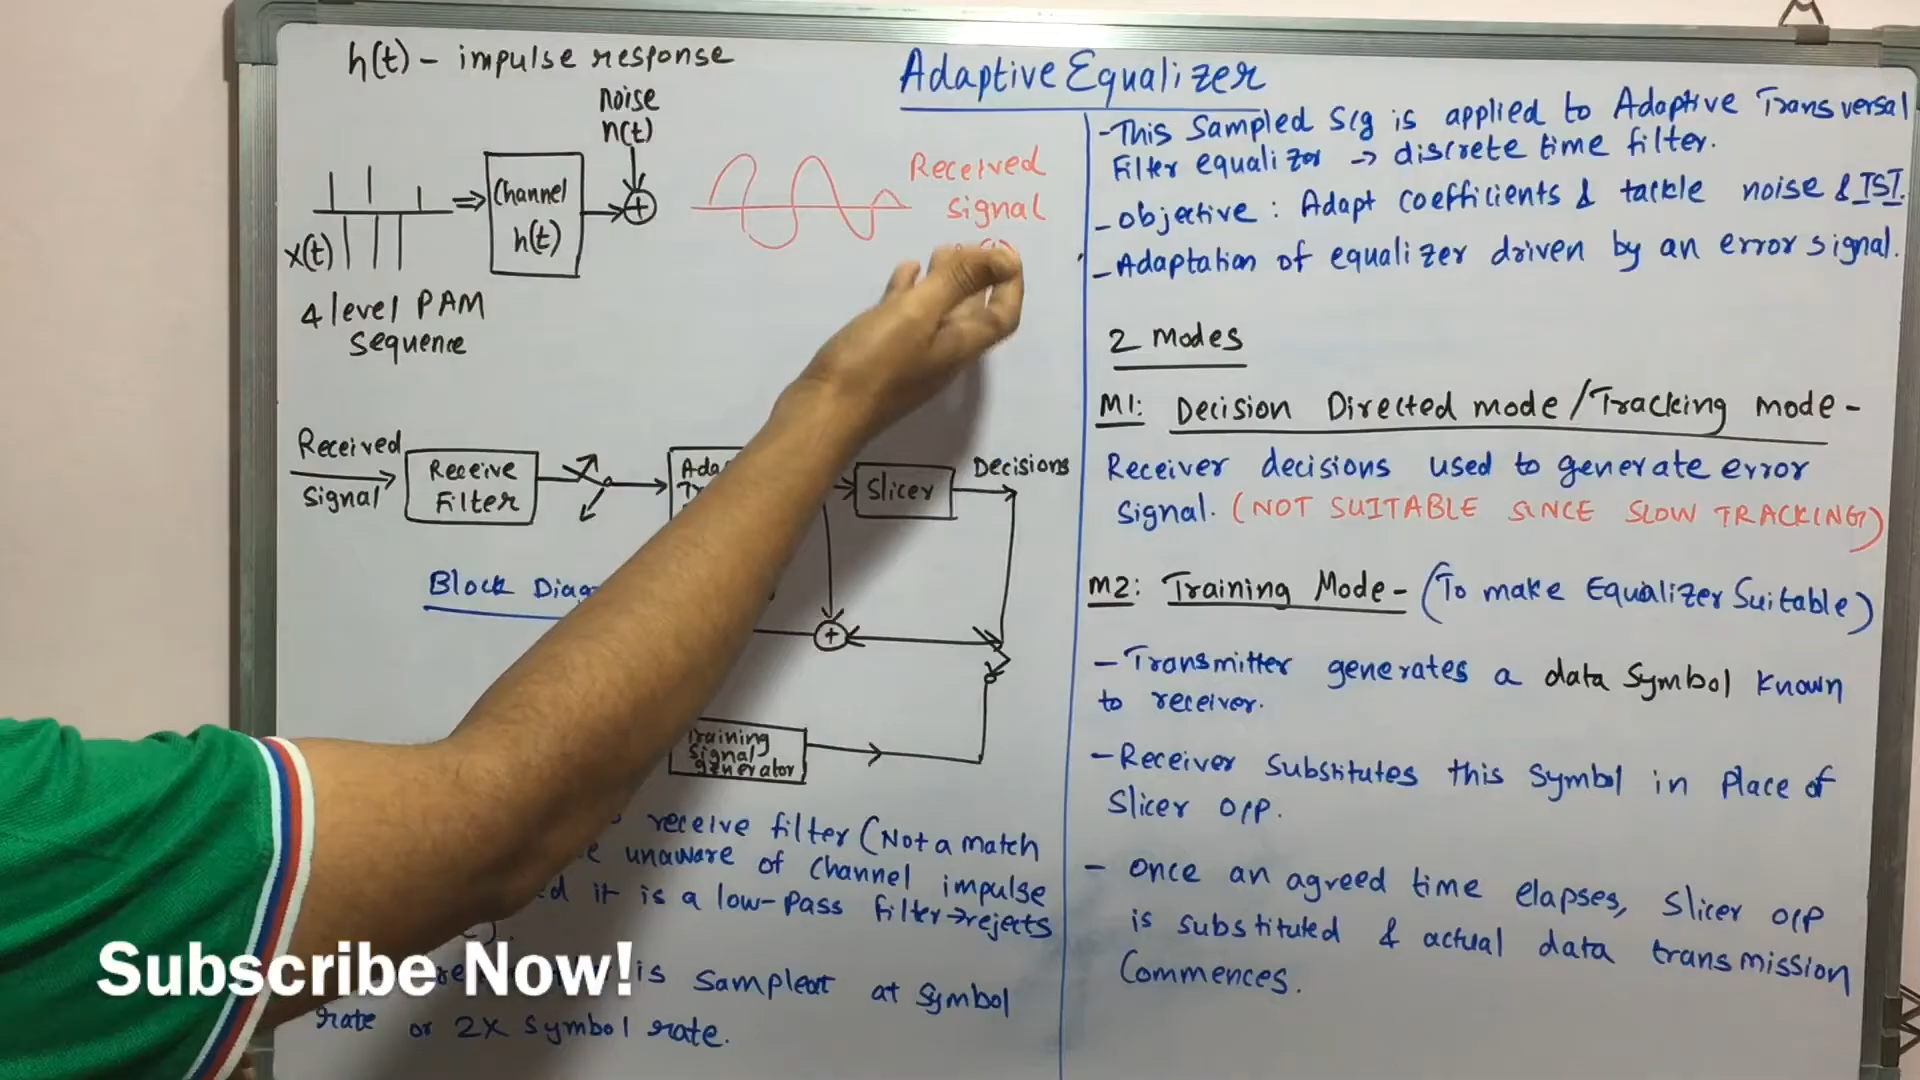 h(t) - impulse response
Adaptive Equalizer
noise
n(t)
Channel
h(t)
x(t)
4 level PAM
Sequence
Received
signal
Received
Signal
Receive
Filter
Slicer
Decisions
Block
Training
Signal
generator
receive filter (Not a match
unaware of channel impulse
it is a low-pass filter→rejects
is sampled at symbol
rate or 2x symbol rate.
-This sampled sig is applied to Adaptive Transversal
Filter equalizer → discrete time filter.
- objective : Adapt coefficients & tackle noise & ISI.
- Adaptation of equalizer driven by an error signal.
2 modes
M1: Decision Directed mode/Tracking mode-
Receiver decisions used to generate error
signal. (NOT SUITABLE SINCE SLOW TRACKING)
M2: Training Mode- (To make Equalizer Suitable)
- Transmitter generates a data symbol known
to receiver.
- Receiver substitutes this symbol in place of
slicer o/p.
- once an agreed time elapses, slicer o/p
is substituted & actual data transmission
commences.
Subscribe Now!